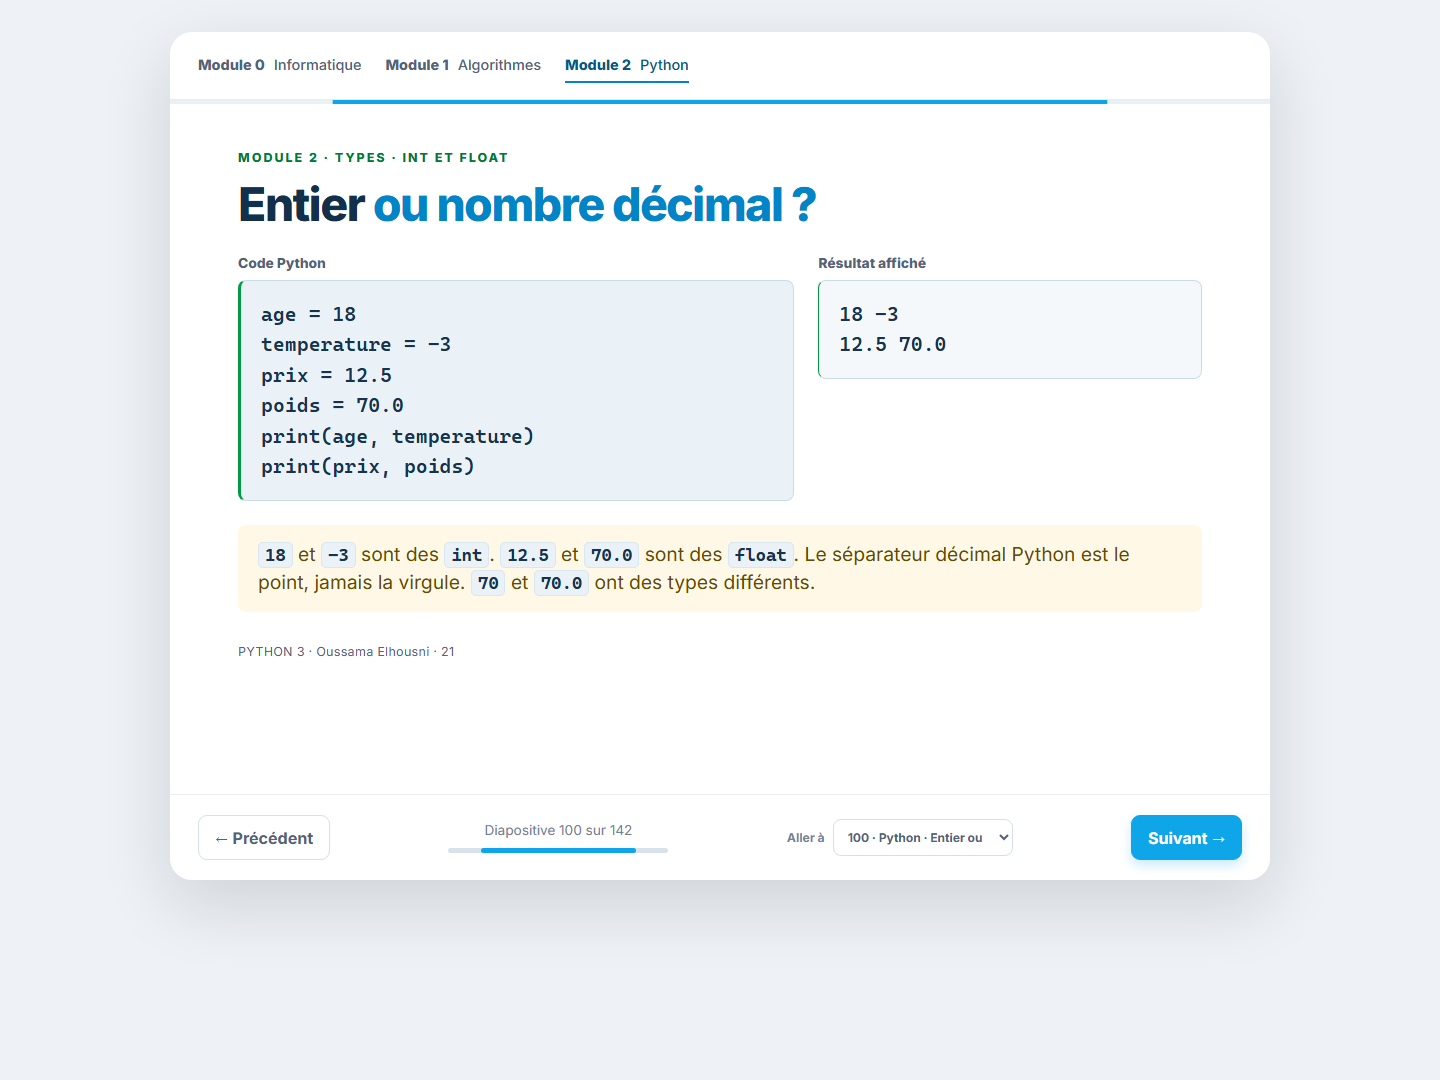 Module 0 Informatique Module 1 Algorithmes Module 2 Python
MODULE 2 · TYPES · INT ET FLOAT
Entier ou nombre décimal ?
Code Python
age = 18
temperature = −3
prix = 12.5
poids = 70.0
print(age, temperature)
print(prix, poids)
Résultat affiché
18 −3
12.5 70.0
18 et −3 sont des int. 12.5 et 70.0 sont des float. Le séparateur décimal Python est le
point, jamais la virgule. 70 et 70.0 ont des types différents.
PYTHON 3 · Oussama Elhousni · 21
← Précédent
Diapositive 100 sur 142
Aller à
100 · Python · Entier ou
Suivant →